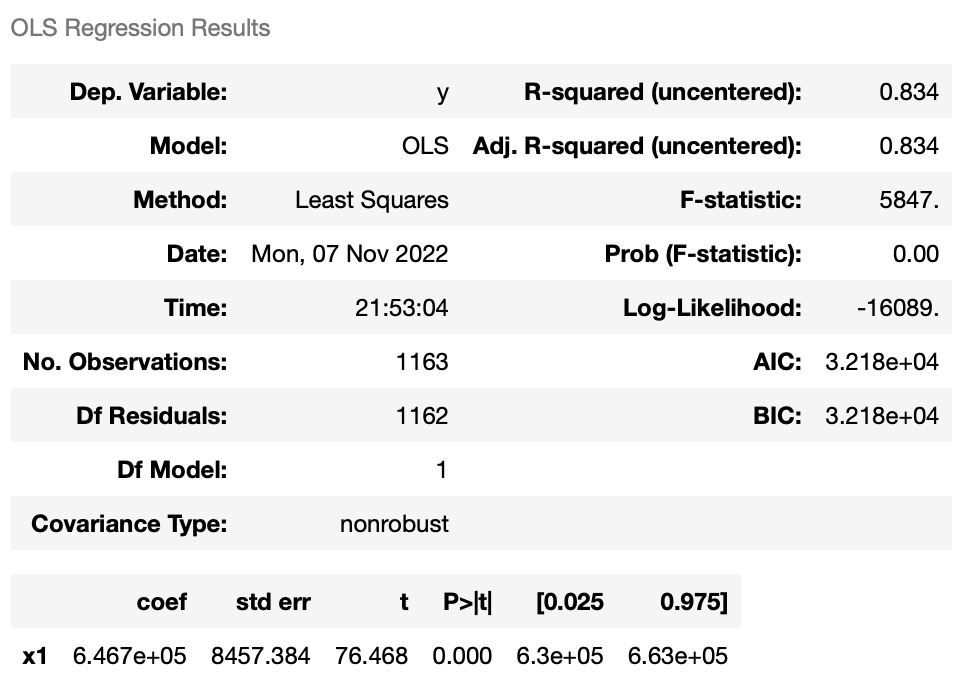 OLS Regression Results
Dep. Variable: y R-squared (uncentered): 0.834
Model: OLS Adj. R-squared (uncentered): 0.834
Method: Least Squares F-statistic: 5847.
Date: Mon, 07 Nov 2022 Prob (F-statistic): 0.00
Time: 21:53:04 Log-Likelihood: -16089.
No. Observations: 1163 AIC: 3.218e+04
Df Residuals: 1162 BIC: 3.218e+04
Df Model: 1
Covariance Type: nonrobust
coef std err t P>|t| [0.025 0.975]
x1 6.467e+05 8457.384 76.468 0.000 6.3e+05 6.63e+05